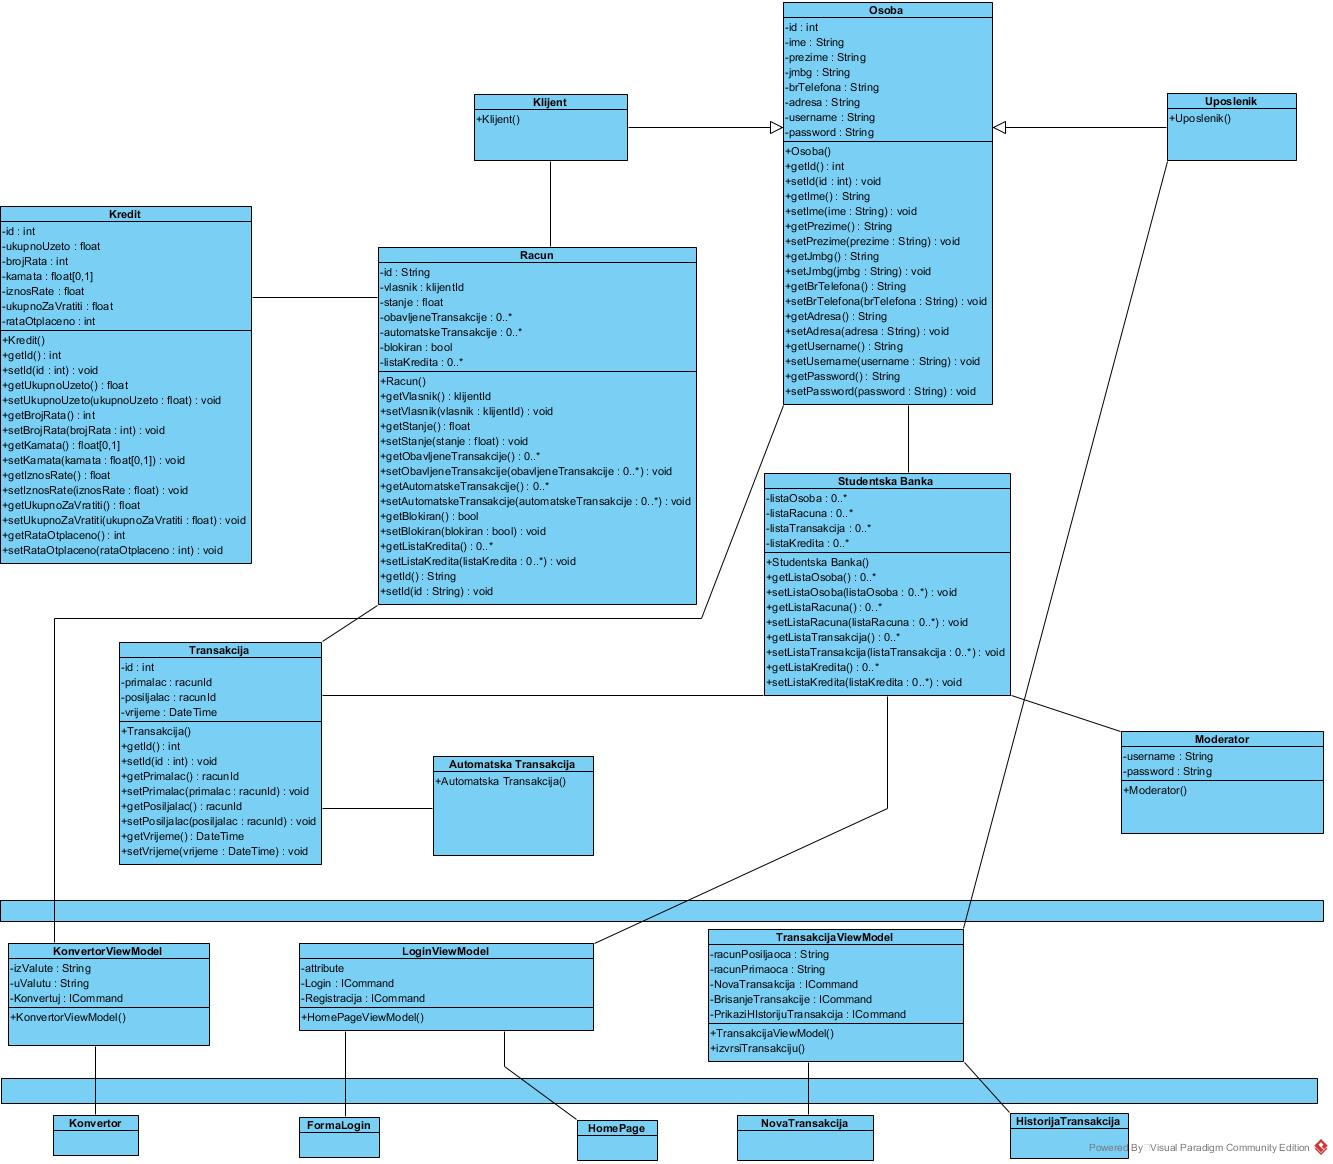 Osoba
-id : int
-ime : String
-prezime : String
-jmbg : String
-brTelefona : String
-adresa : String
-username : String
-password : String
+Osoba()
+getId() : int
+setId(id : int) : void
+getIme() : String
+setIme(ime : String) : void
+getPrezime() : String
+setPrezime(prezime : String) : void
+getJmbg() : String
+setJmbg(jmbg : String) : void
+getBrTelefona() : String
+setBrTelefona(brTelefona : String) : void
+getAdresa() : String
+setAdresa(adresa : String) : void
+getUsername() : String
+setUsername(username : String) : void
+getPassword() : String
+setPassword(password : String) : void
Klijent
+Klijent()
Uposlenik
+Uposlenik()
Kredit
-id : int
-ukupnoUzeto : float
-brojRata : int
-kamata : float[0,1]
-iznosRate : float
-ukupnoZaVratiti : float
-rataOtplaceno : int
+Kredit()
+getId() : int
+setId(id : int) : void
+getUkupnoUzeto() : float
+setUkupnoUzeto(ukupnoUzeto : float) : void
+getBrojRata() : int
+setBrojRata(brojRata : int) : void
+getKamata() : float[0,1]
+setKamata(kamata : float[0,1]) : void
+getIznosRate() : float
+setIznosRate(iznosRate : float) : void
+getUkupnoZaVratiti() : float
+setUkupnoZaVratiti(ukupnoZaVratiti : float) : void
+getRataOtplaceno() : int
+setRataOtplaceno(rataOtplaceno : int) : void
Racun
-id : String
-vlasnik : klijentId
-stanje : float
-obavljeneTransakcije : 0..*
-automatskeTransakcije : 0..*
-blokiran : bool
-listaKredita : 0..*
+Racun()
+getVlasnik() : klijentId
+setVlasnik(vlasnik : klijentId) : void
+getStanje() : float
+setStanje(stanje : float) : void
+getObavljeneTransakcije() : 0..*
+setObavljeneTransakcije(obavljeneTransakcije : 0..*) : void
+getAutomatskeTransakcije() : 0..*
+setAutomatskeTransakcije(automatskeTransakcije : 0..*) : void
+getBlokiran() : bool
+setBlokiran(blokiran : bool) : void
+getListaKredita() : 0..*
+setListaKredita(listaKredita : 0..*) : void
+getId() : String
+setId(id : String) : void
Studentska Banka
-listaOsoba : 0..*
-listaRacuna : 0..*
-listaTransakcija : 0..*
-listaKredita : 0..*
+Studentska Banka()
+getListaOsoba() : 0..*
+setListaOsoba(listaOsoba : 0..*) : void
+getListaRacuna() : 0..*
+setListaRacuna(listaRacuna : 0..*) : void
+getListaTransakcija() : 0..*
+setListaTransakcija(listaTransakcija : 0..*) : void
+getListaKredita() : 0..*
+setListaKredita(listaKredita : 0..*) : void
Transakcija
-id : int
-primalac : racunId
-posiljalac : racunId
-vrijeme : DateTime
+Transakcija()
+getId() : int
+setId(id : int) : void
+getPrimalac() : racunId
+setPrimalac(primalac : racunId) : void
+getPosiljalac() : racunId
+setPosiljalac(posiljalac : racunId) : void
+getVrijeme() : DateTime
+setVrijeme(vrijeme : DateTime) : void
Automatska Transakcija
+Automatska Transakcija()
Moderator
-username : String
-password : String
+Moderator()
KonvertorViewModel
-izValute : String
-uValutu : String
-Konvertuj : ICommand
+KonvertorViewModel()
LoginViewModel
-attribute
-Login : ICommand
-Registracija : ICommand
+HomePageViewModel()
TransakcijaViewModel
-racunPosiljaoca : String
-racunPrimaoca : String
-NovaTransakcija : ICommand
-BrisanjeTransakcije : ICommand
-PrikaziHIstorijuTransakcija : ICommand
+TransakcijaViewModel()
+izvrsiTransakciju()
Konvertor
FormaLogin
HomePage
NovaTransakcija
HistorijaTransakcija
Powered By Visual Paradigm Community Edition